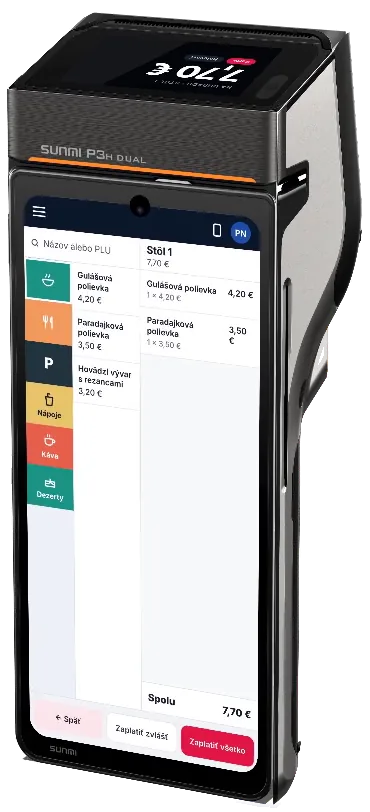 7,70 €
SUNMI P3H DUAL
PN
Názov alebo PLU
Stôl 1
7,70 €
Gulášová
polievka
4,20 €
Paradajková
polievka
3,50 €
Hovädzí vývar
s rezancami
3,20 €
P
Nápoje
Káva
Dezerty
Gulášová polievka
1 × 4,20
4,20 €
Paradajková
polievka
1 × 3,50
3,50
€
Spolu
7,70 €
← Späť
Zaplatiť zvlášť
Zaplatiť všetko
SUNMI